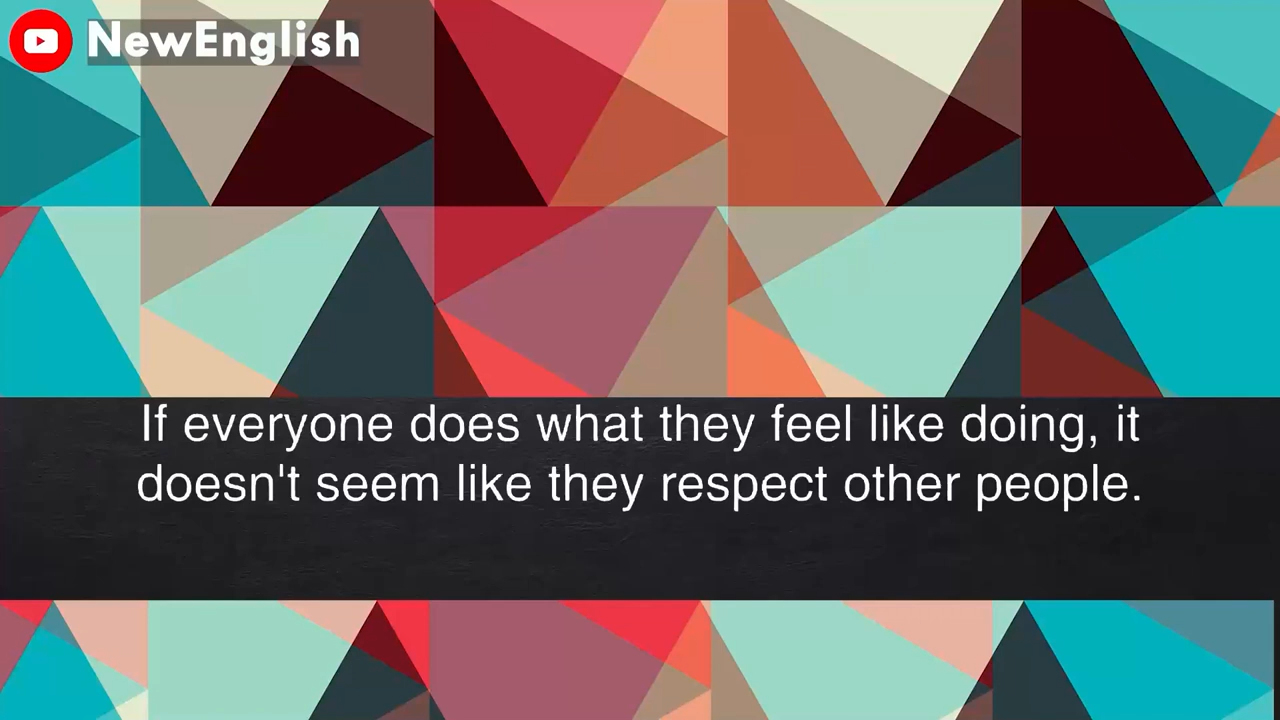 NewEnglish
If everyone does what they feel like doing, it
doesn't seem like they respect other people.